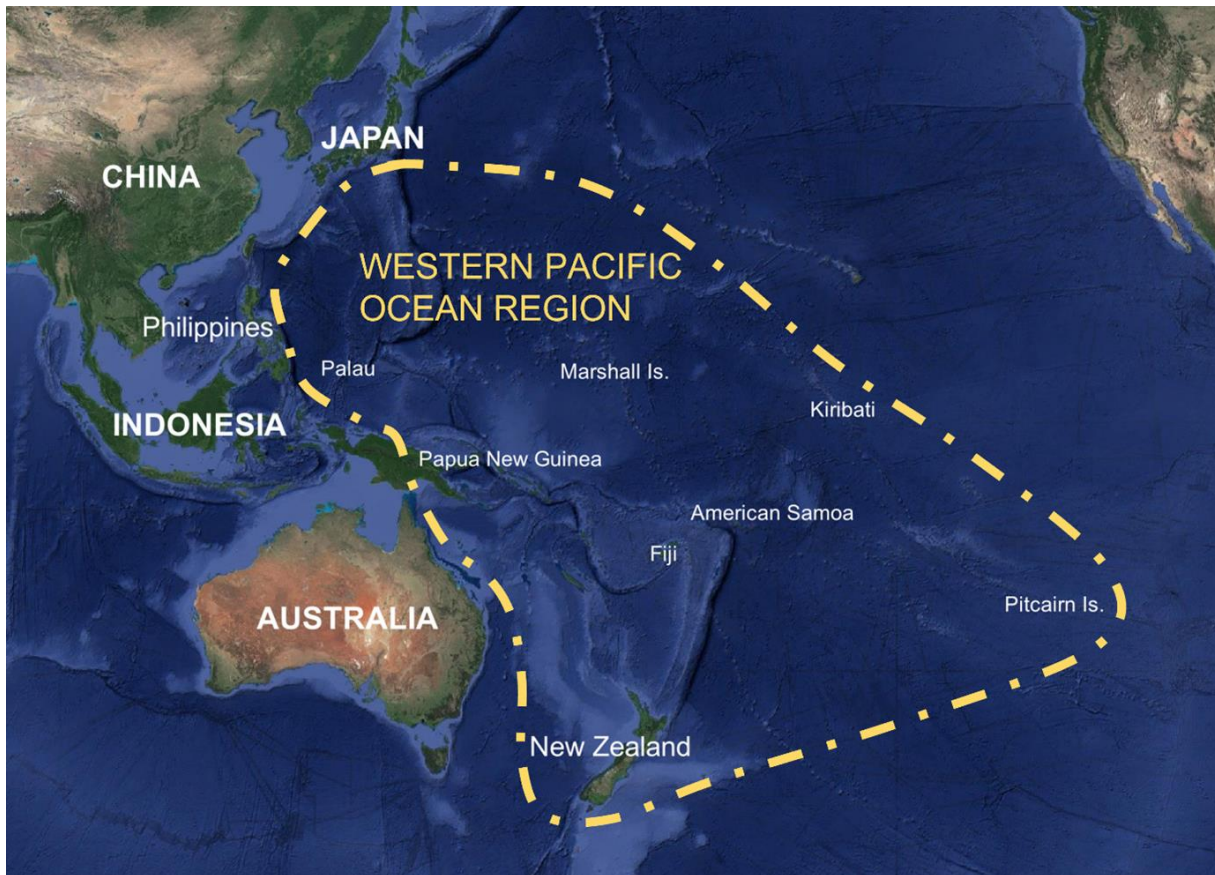 JAPAN
CHINA
WESTERN PACIFIC
OCEAN REGION
Philippines
Palau
Marshall Is.
Kiribati
INDONESIA
Papua New Guinea
American Samoa
Fiji
Pitcairn Is.
AUSTRALIA
New Zealand